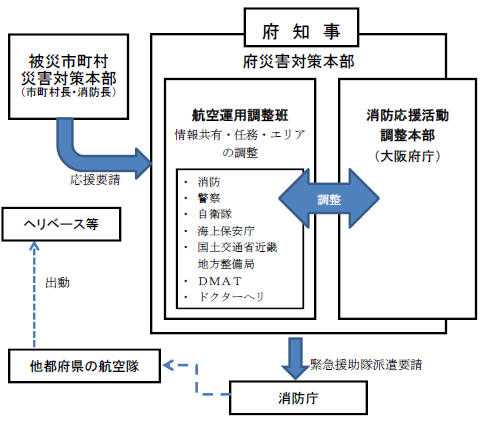 府　知　事
府災害対策本部
被災市町村
災害対策本部
（市町村長・消防長）
応援要請
航空運用調整班
情報共有・任務・エリア
の調整
・ 消防
・ 警察
・ 自衛隊
・ 海上保安庁
・ 国土交通省近畿
地方整備局
・ ＤＭＡＴ
・ ドクターヘリ
調整
消防応援活動
調整本部
（大阪府庁）
ヘリベース等
出動
他都府県の航空隊
緊急援助隊派遣要請
消防庁